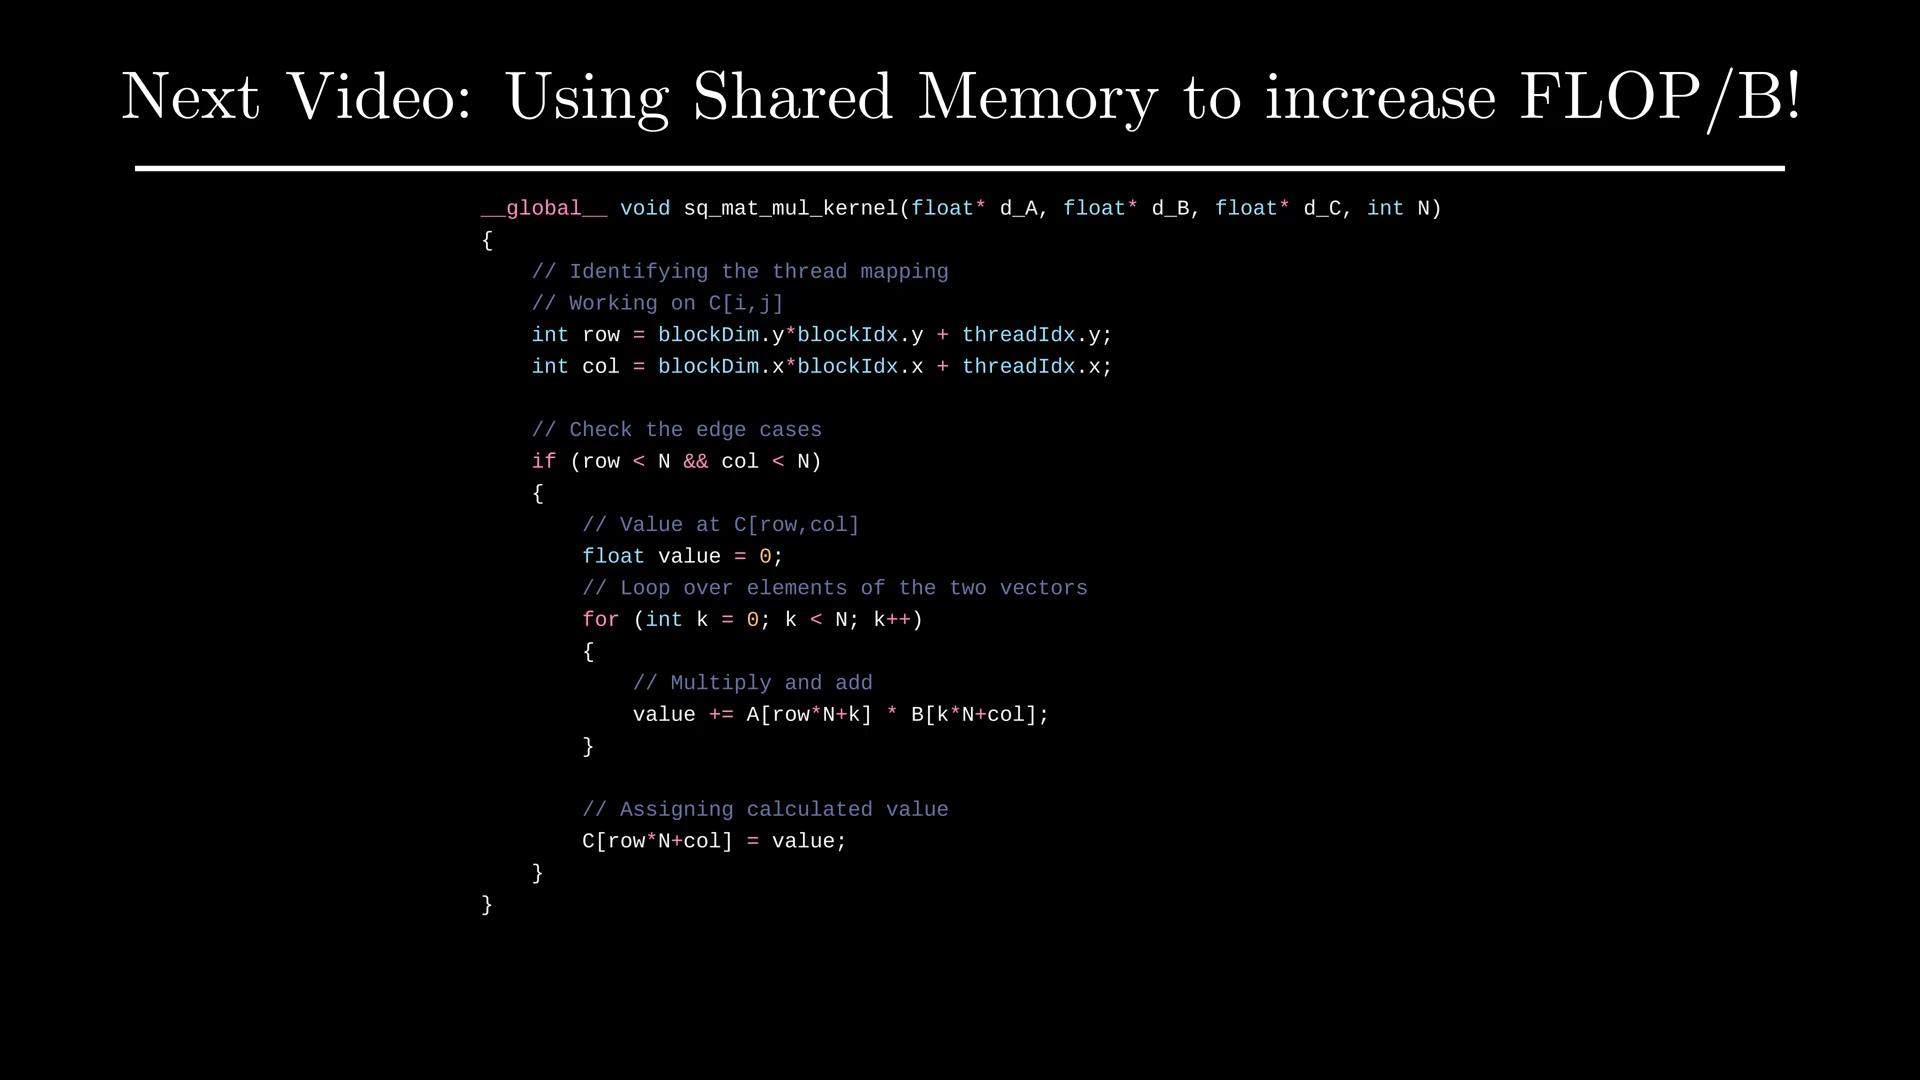 Next Video: Using Shared Memory to increase FLOP/B!
__global__ void sq_mat_mul_kernel(float* d_A, float* d_B, float* d_C, int N)
{
    // Identifying the thread mapping
    // Working on C[i,j]
    int row = blockDim.y*blockIdx.y + threadIdx.y;
    int col = blockDim.x*blockIdx.x + threadIdx.x;

    // Check the edge cases
    if (row < N && col < N)
    {
        // Value at C[row,col]
        float value = 0;
        // Loop over elements of the two vectors
        for (int k = 0; k < N; k++)
        {
            // Multiply and add
            value += A[row*N+k] * B[k*N+col];
        }

        // Assigning calculated value
        C[row*N+col] = value;
    }
}